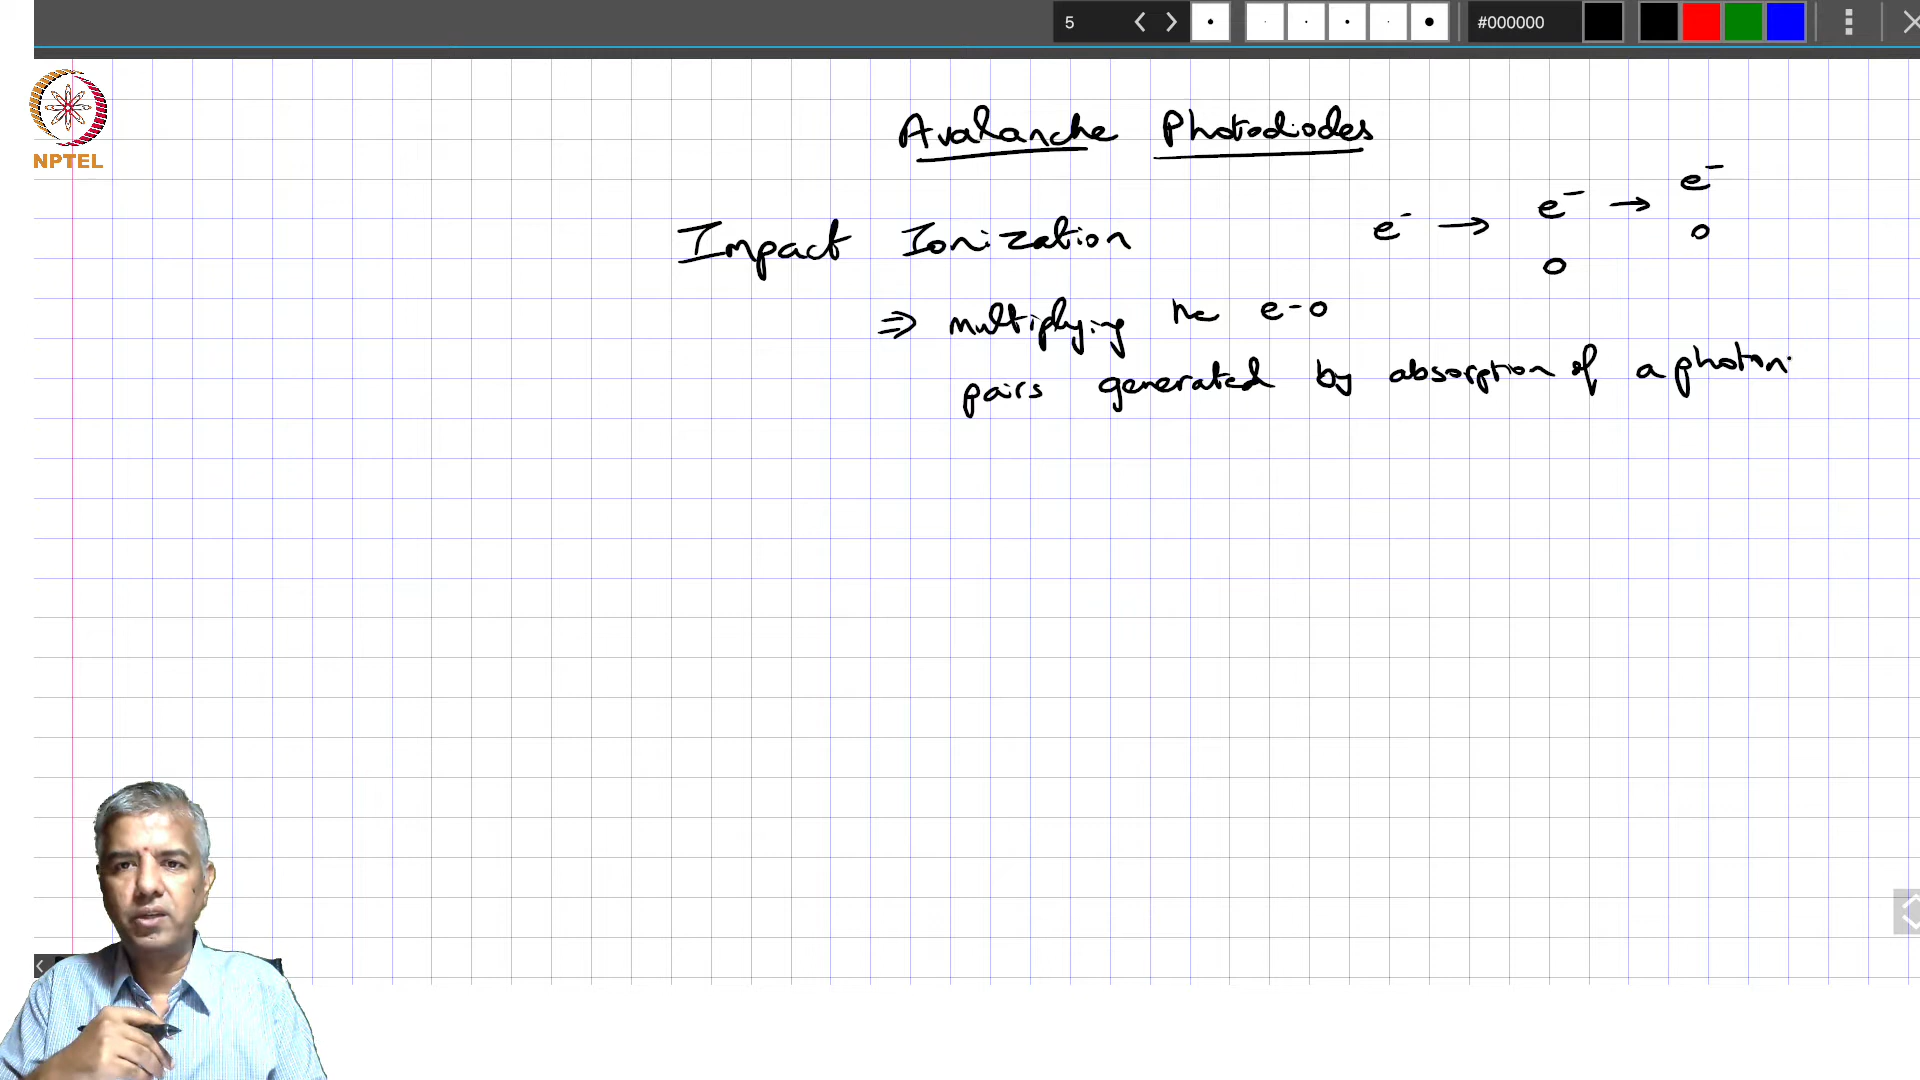 5
#000000
NPTEL
Avalanche Photodiodes
Impact Ionization
e⁻ → e⁻ → e⁻
o o
⇒ multiplying the e-o
pairs generated by absorption of a photon.